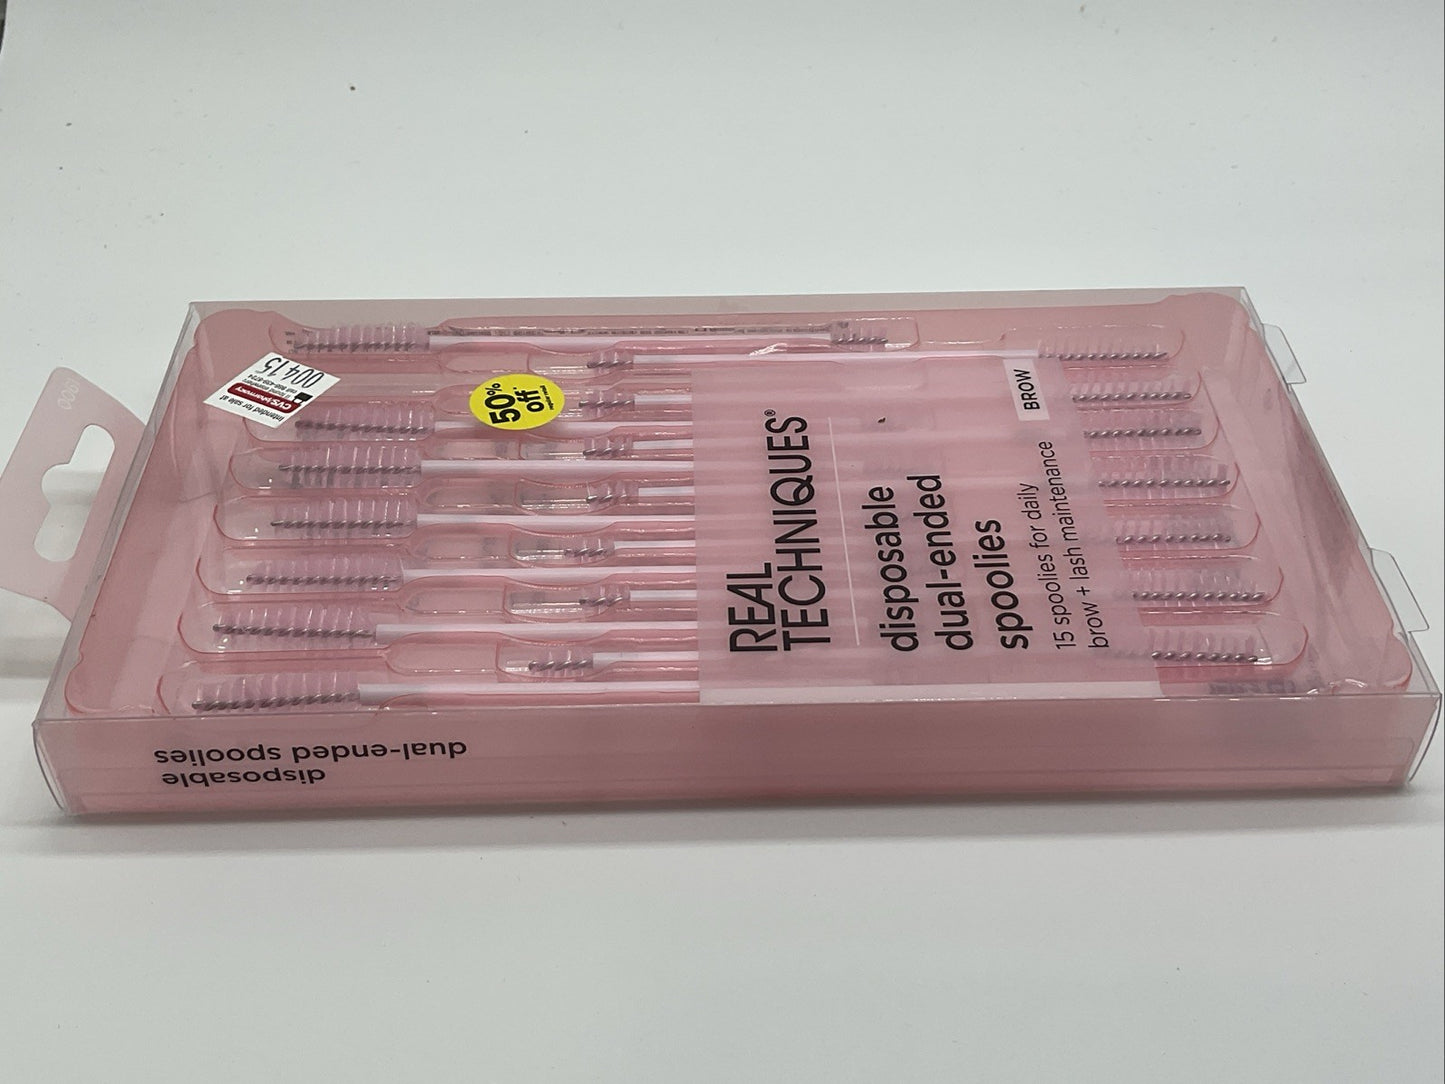 REAL
TECHNIQUES®
disposable
dual-ended
spoolies
15 spoolies for daily
brow + lash maintenance
BROW
50%
off
intended for sale at
CVS pharmacy
00415
disposable
dual-ended spoolies